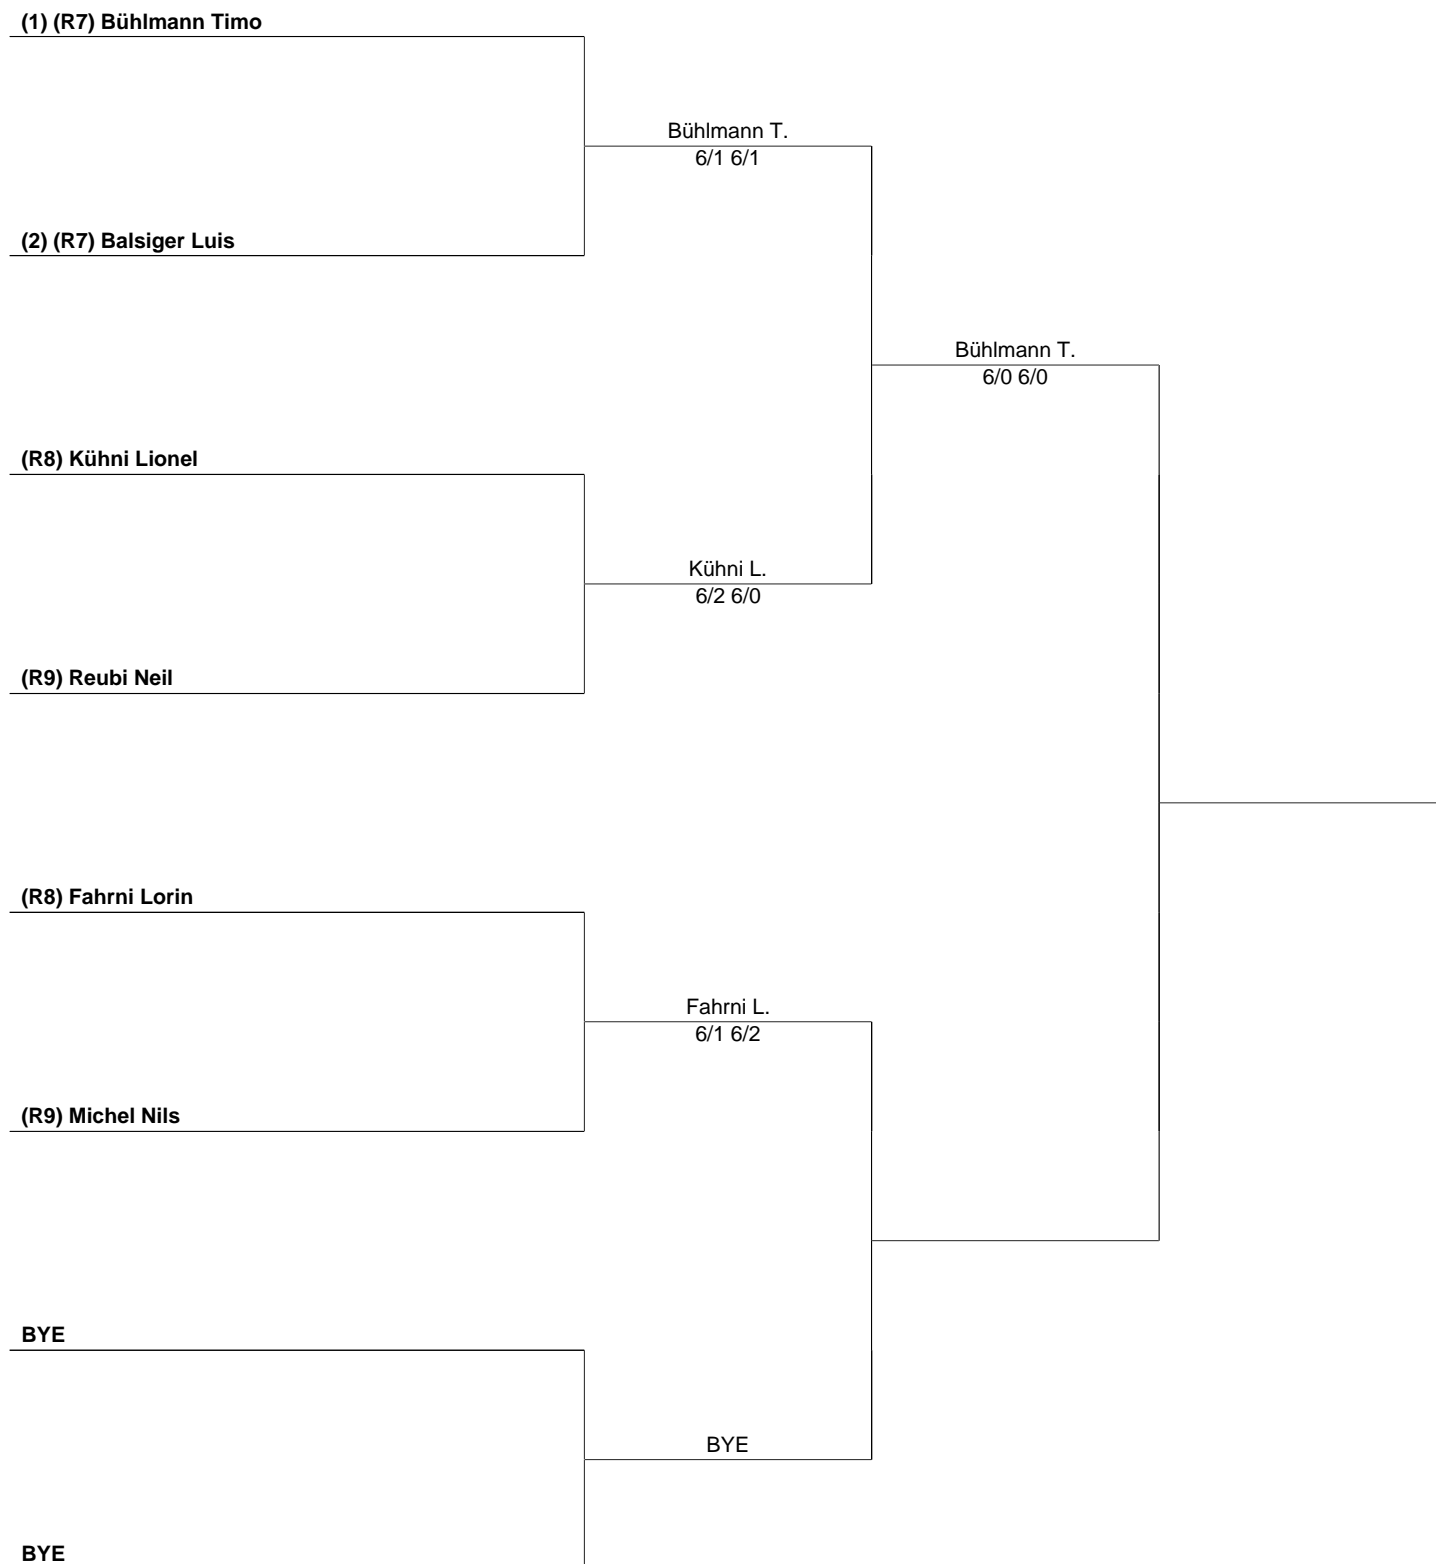 (1) (R7) Bühlmann Timo
Bühlmann T.
6/1 6/1
(2) (R7) Balsiger Luis
Bühlmann T.
6/0 6/0
(R8) Kühni Lionel
Kühni L.
6/2 6/0
(R9) Reubi Neil
(R8) Fahrni Lorin
Fahrni L.
6/1 6/2
(R9) Michel Nils
BYE
BYE
BYE